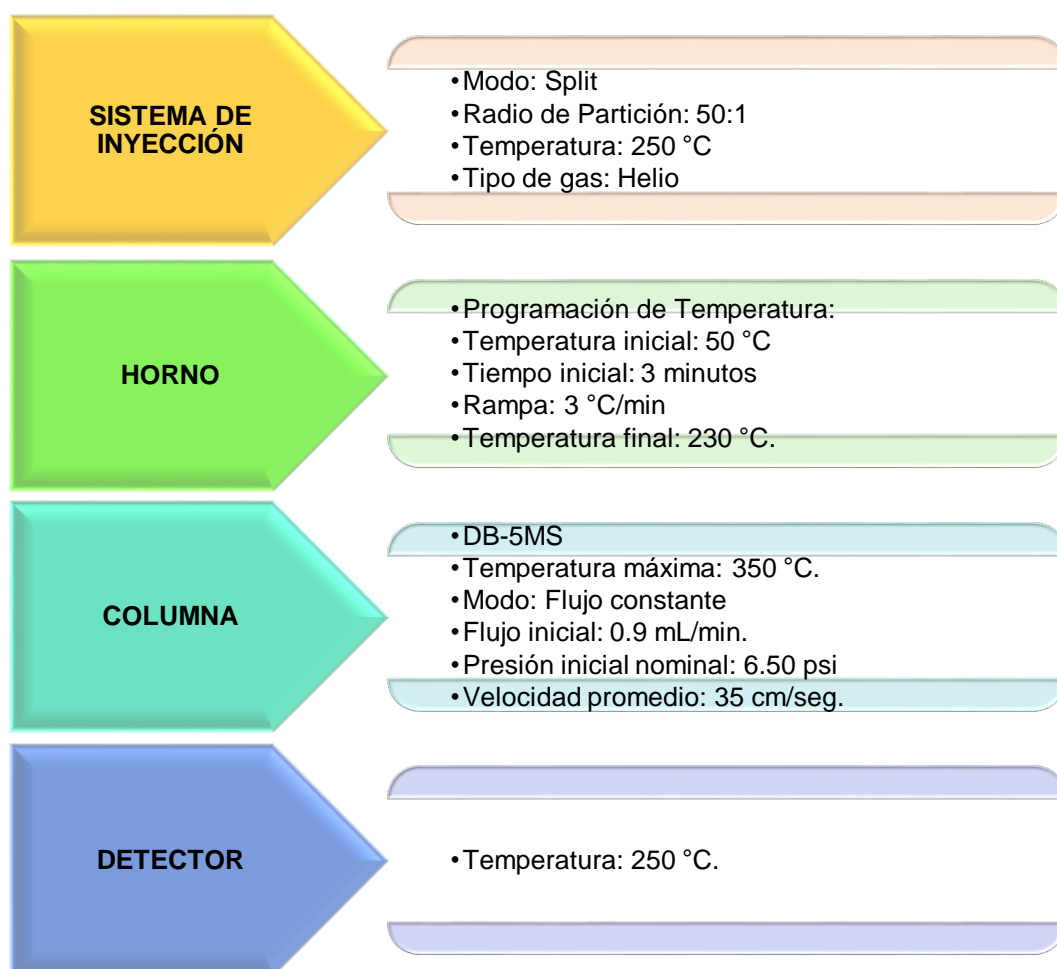 SISTEMA DE
INYECCIÓN
•Modo: Split
•Radio de Partición: 50:1
•Temperatura: 250 °C
•Tipo de gas: Helio
HORNO
•Programación de Temperatura:
•Temperatura inicial: 50 °C
•Tiempo inicial: 3 minutos
•Rampa: 3 °C/min
•Temperatura final: 230 °C.
COLUMNA
•DB-5MS
•Temperatura máxima: 350 °C.
•Modo: Flujo constante
•Flujo inicial: 0.9 mL/min.
•Presión inicial nominal: 6.50 psi
•Velocidad promedio: 35 cm/seg.
DETECTOR
•Temperatura: 250 °C.